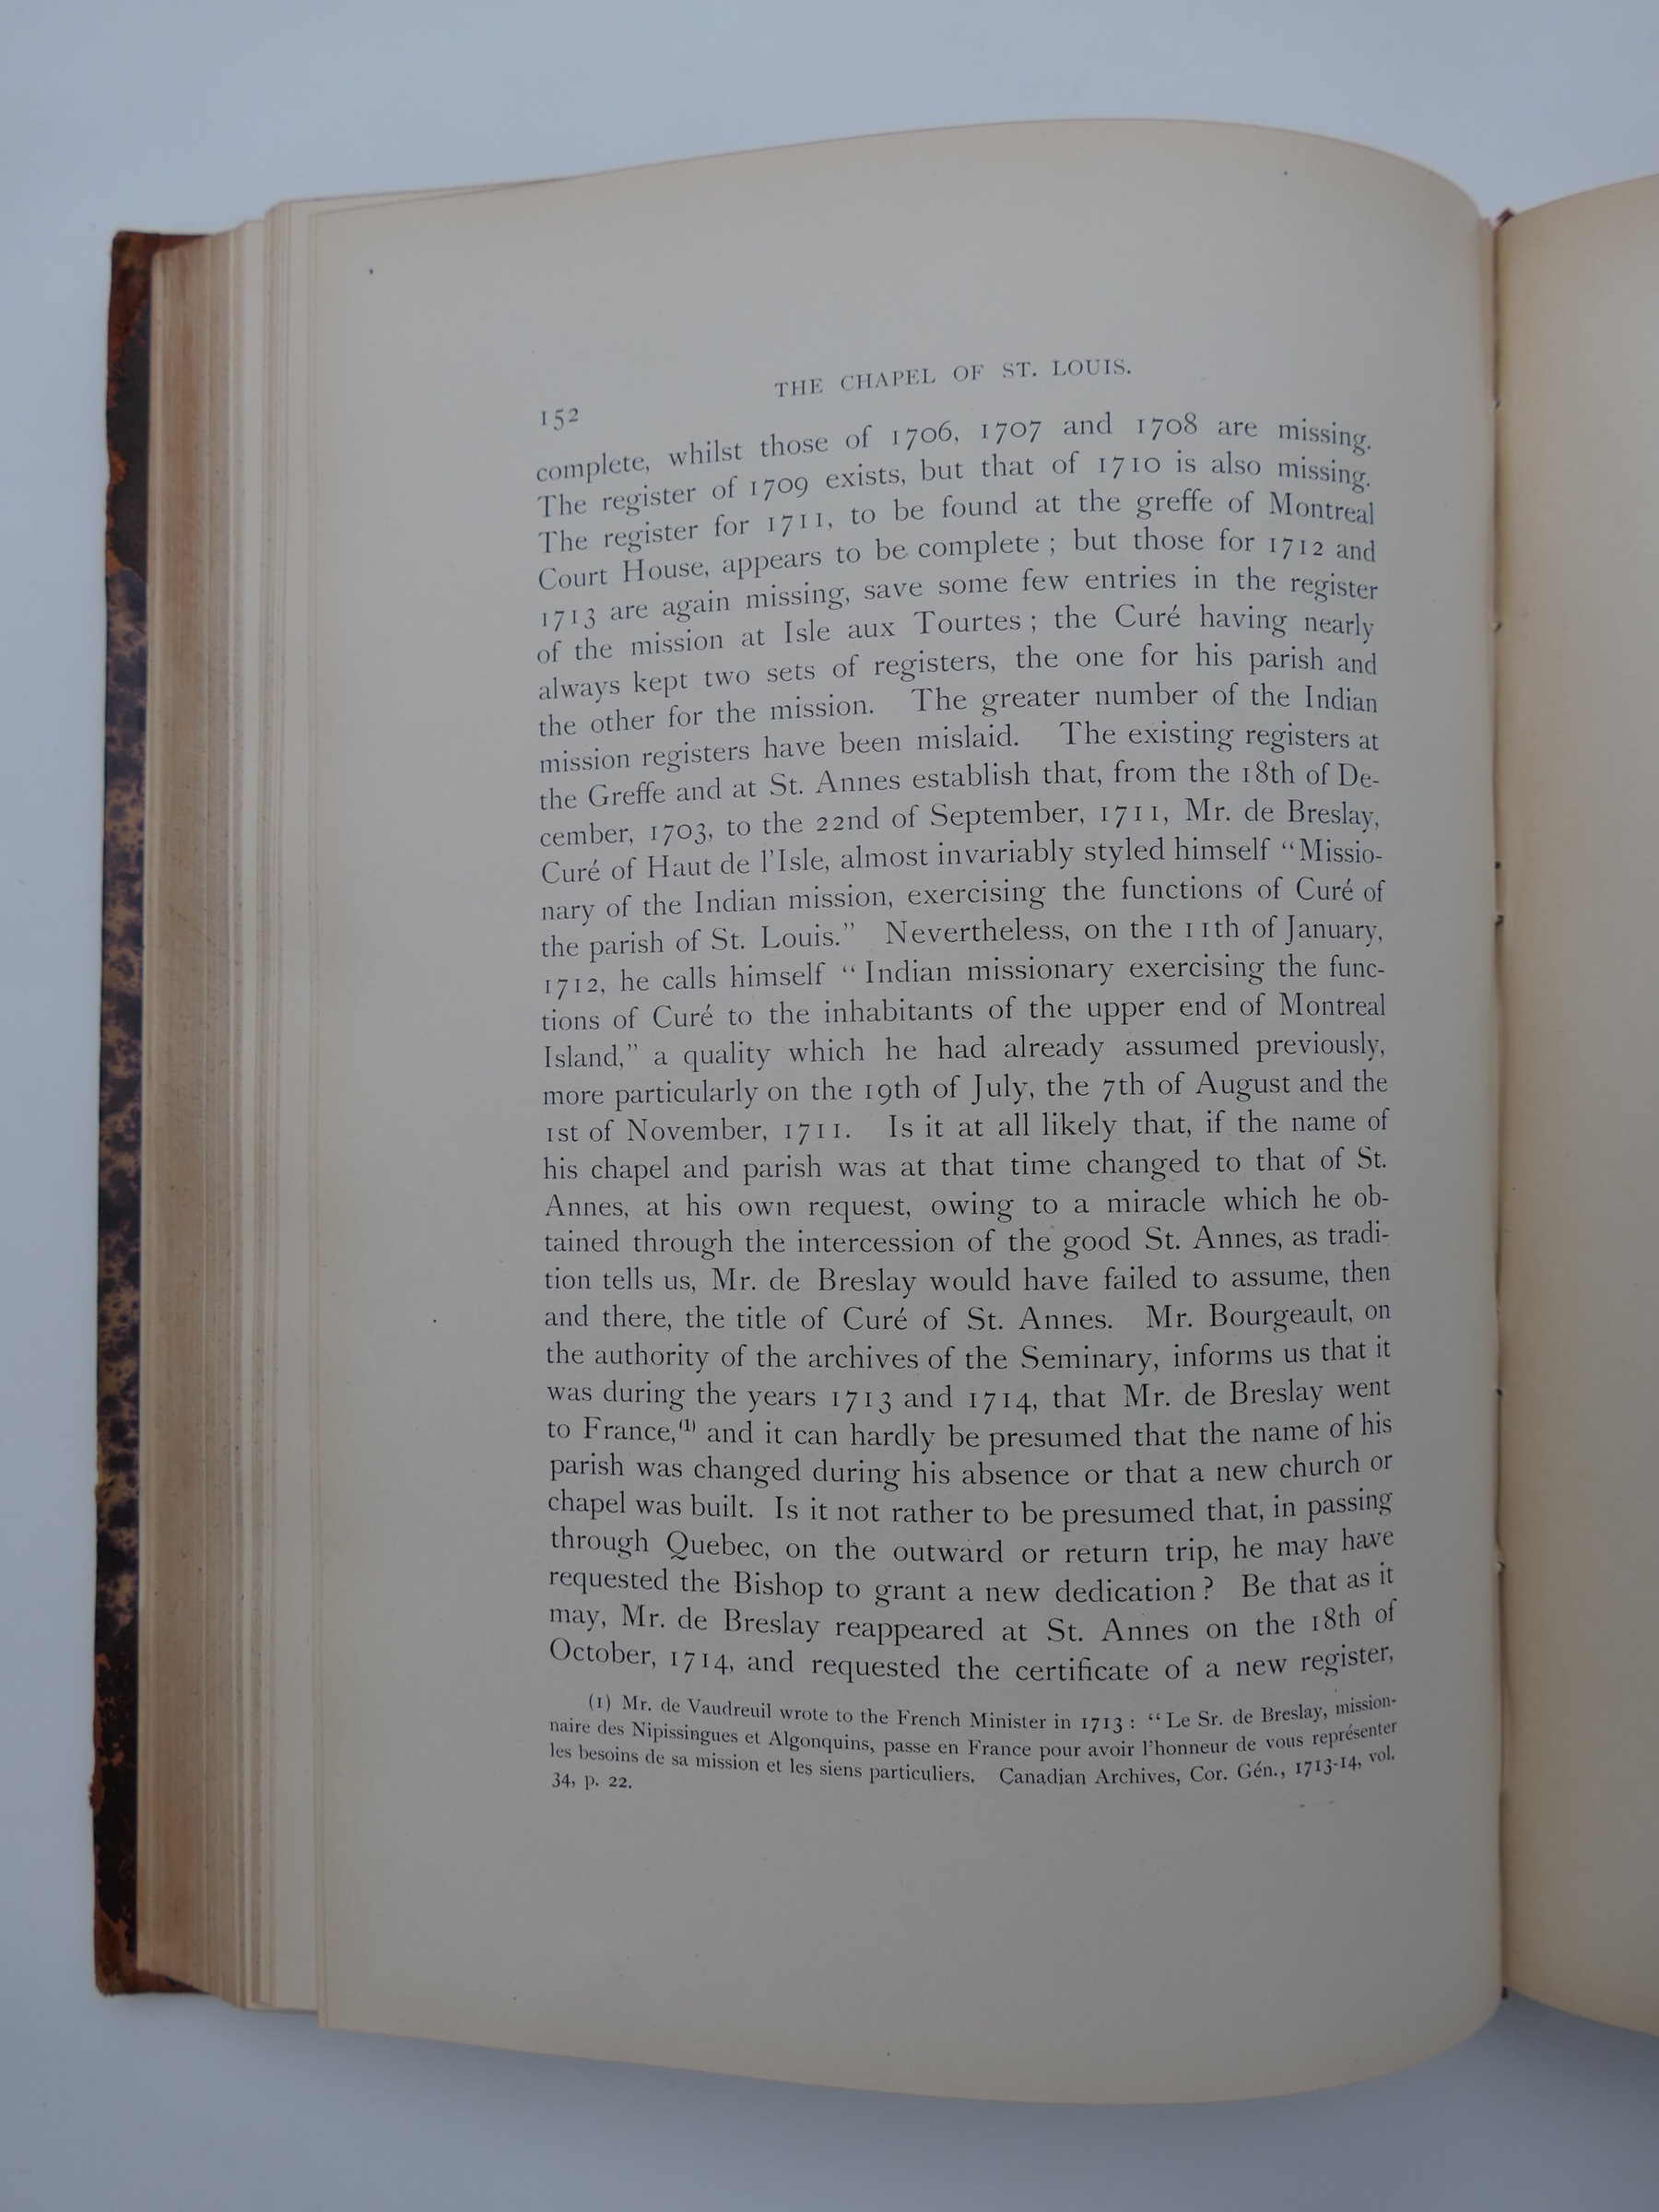 THE CHAPEL OF ST. LOUIS.
152
complete, whilst those of 1706, 1707 and 1708 are missing.
The register of 1709 exists, but that of 1710 is also missing.
The register for 1711, to be found at the greffe of Montreal
Court House, appears to be complete ; but those for 1712 and
1713 are again missing, save some few entries in the register
of the mission at Isle aux Tourtes ; the Curé having nearly
always kept two sets of registers, the one for his parish and
the other for the mission. The greater number of the Indian
mission registers have been mislaid. The existing registers at
the Greffe and at St. Annes establish that, from the 18th of De-
cember, 1703, to the 22nd of September, 1711, Mr. de Breslay,
Curé of Haut de l'Isle, almost invariably styled himself “Missio-
nary of the Indian mission, exercising the functions of Curé of
the parish of St. Louis.” Nevertheless, on the 11th of January,
1712, he calls himself “Indian missionary exercising the func-
tions of Curé to the inhabitants of the upper end of Montreal
Island,” a quality which he had already assumed previously,
more particularly on the 19th of July, the 7th of August and the
1st of November, 1711. Is it at all likely that, if the name of
his chapel and parish was at that time changed to that of St.
Annes, at his own request, owing to a miracle which he ob-
tained through the intercession of the good St. Annes, as tradi-
tion tells us, Mr. de Breslay would have failed to assume, then
and there, the title of Curé of St. Annes. Mr. Bourgeault, on
the authority of the archives of the Seminary, informs us that it
was during the years 1713 and 1714, that Mr. de Breslay went
to France,(1) and it can hardly be presumed that the name of his
parish was changed during his absence or that a new church or
chapel was built. Is it not rather to be presumed that, in passing
through Quebec, on the outward or return trip, he may have
requested the Bishop to grant a new dedication ? Be that as it
may, Mr. de Breslay reappeared at St. Annes on the 18th of
October, 1714, and requested the certificate of a new register,
(1) Mr. de Vaudreuil wrote to the French Minister in 1713 : “Le Sr. de Breslay, mission-
naire des Nipissingues et Algonquins, passe en France pour avoir l'honneur de vous représenter
les besoins de sa mission et les siens particuliers. Canadian Archives, Cor. Gén., 1713-14, vol.
34, p. 22.